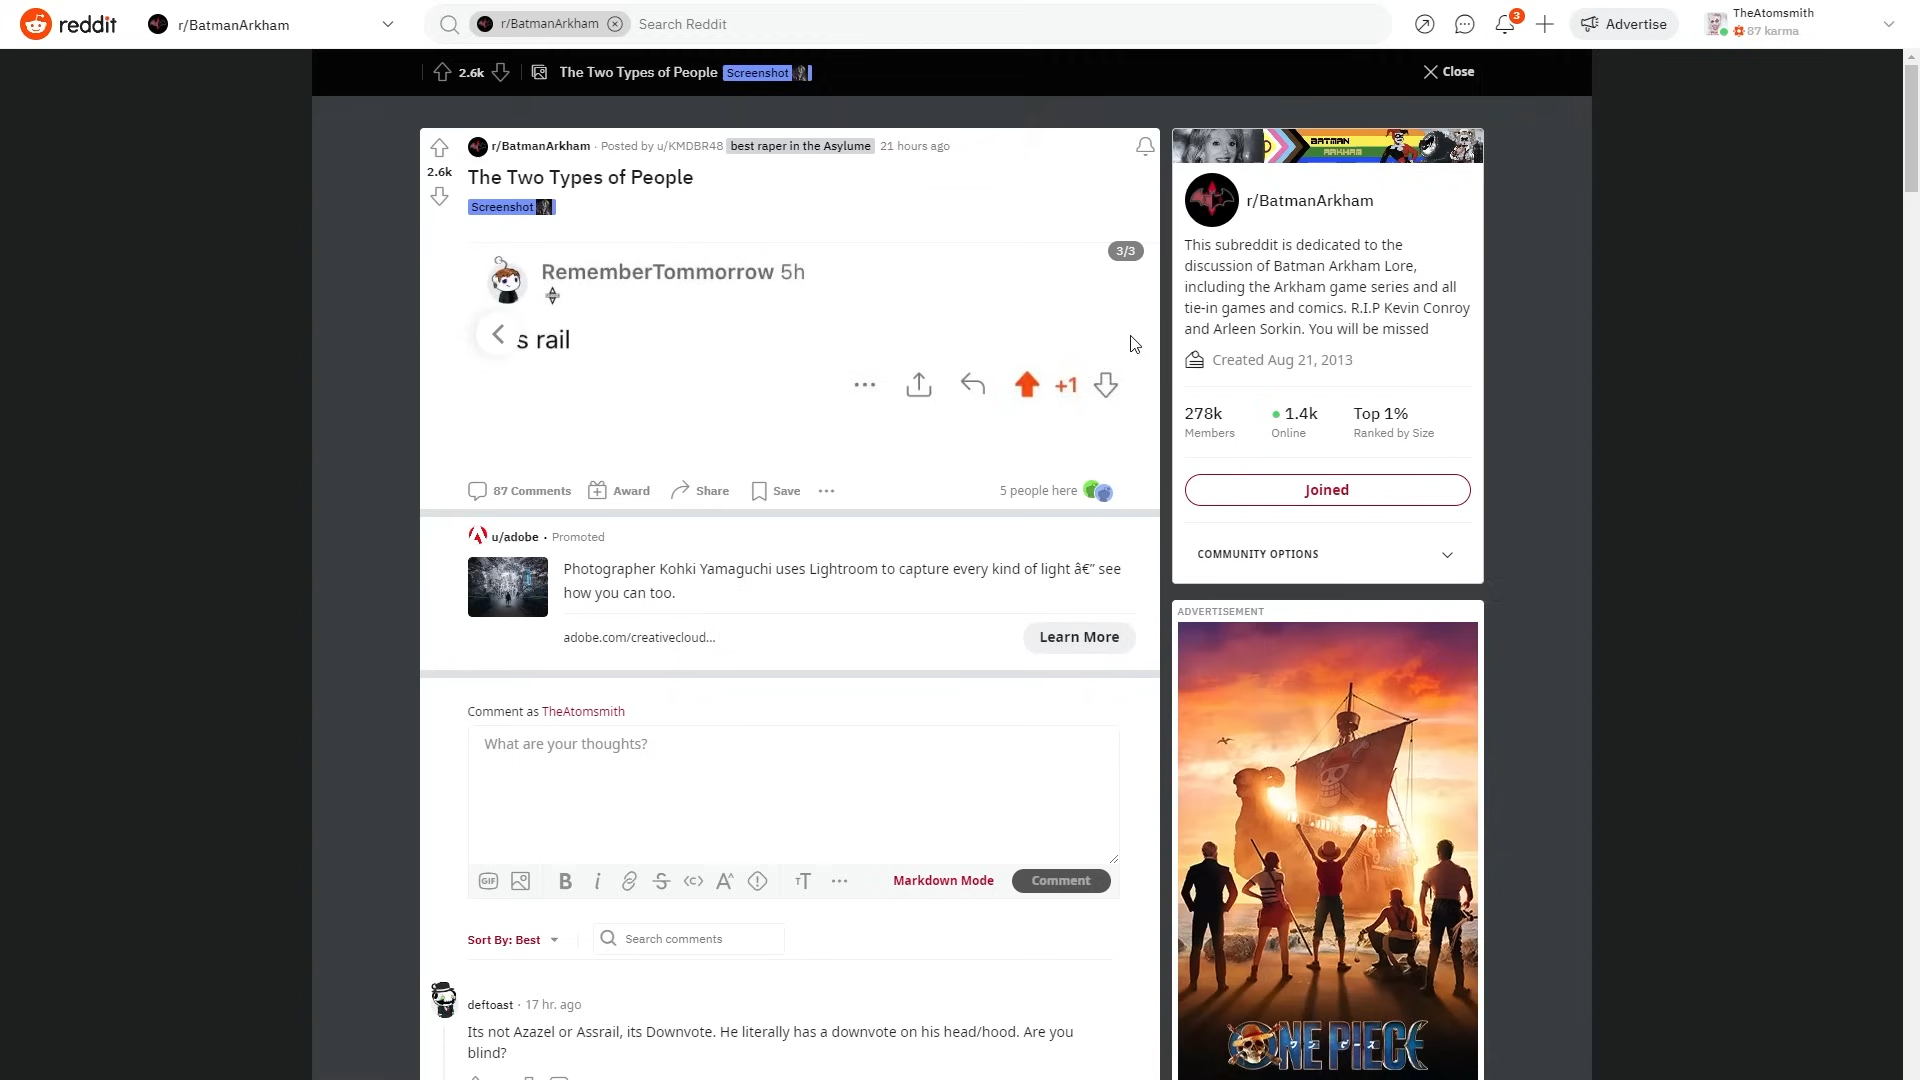 reddit
r/BatmanArkham
r/BatmanArkham
Search Reddit
3
Advertise
TheAtomsmith
87 karma
2.6k
The Two Types of People
Screenshot
Close
r/BatmanArkham · Posted by u/KMDBR48 best raper in the Asylume 21 hours ago
2.6k
The Two Types of People
Screenshot
3/3
RememberTommorrow 5h
s rail
+1
87 Comments
Award
Share
Save
5 people here
u/adobe · Promoted
Photographer Kohki Yamaguchi uses Lightroom to capture every kind of light â€” see
how you can too.
adobe.com/creativecloud...
Learn More
Comment as TheAtomsmith
What are your thoughts?
GIF
Markdown Mode
Comment
Sort By: Best
Search comments
deftoast · 17 hr. ago
Its not Azazel or Assrail, its Downvote. He literally has a downvote on his head/hood. Are you
blind?
BATMAN
ARKHAM
r/BatmanArkham
This subreddit is dedicated to the
discussion of Batman Arkham Lore,
including the Arkham game series and all
tie-in games and comics. R.I.P Kevin Conroy
and Arleen Sorkin. You will be missed
Created Aug 21, 2013
278k
Members
1.4k
Online
Top 1%
Ranked by Size
Joined
COMMUNITY OPTIONS
ADVERTISEMENT
ONE PIECE
ワンピース